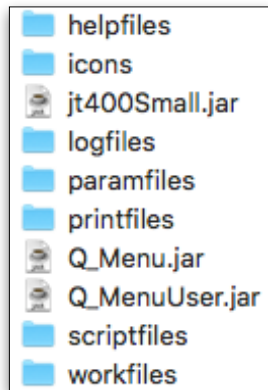 helpfiles
icons
jt400Small.jar
logfiles
paramfiles
printfiles
Q_Menu.jar
Q_MenuUser.jar
scriptfiles
workfiles